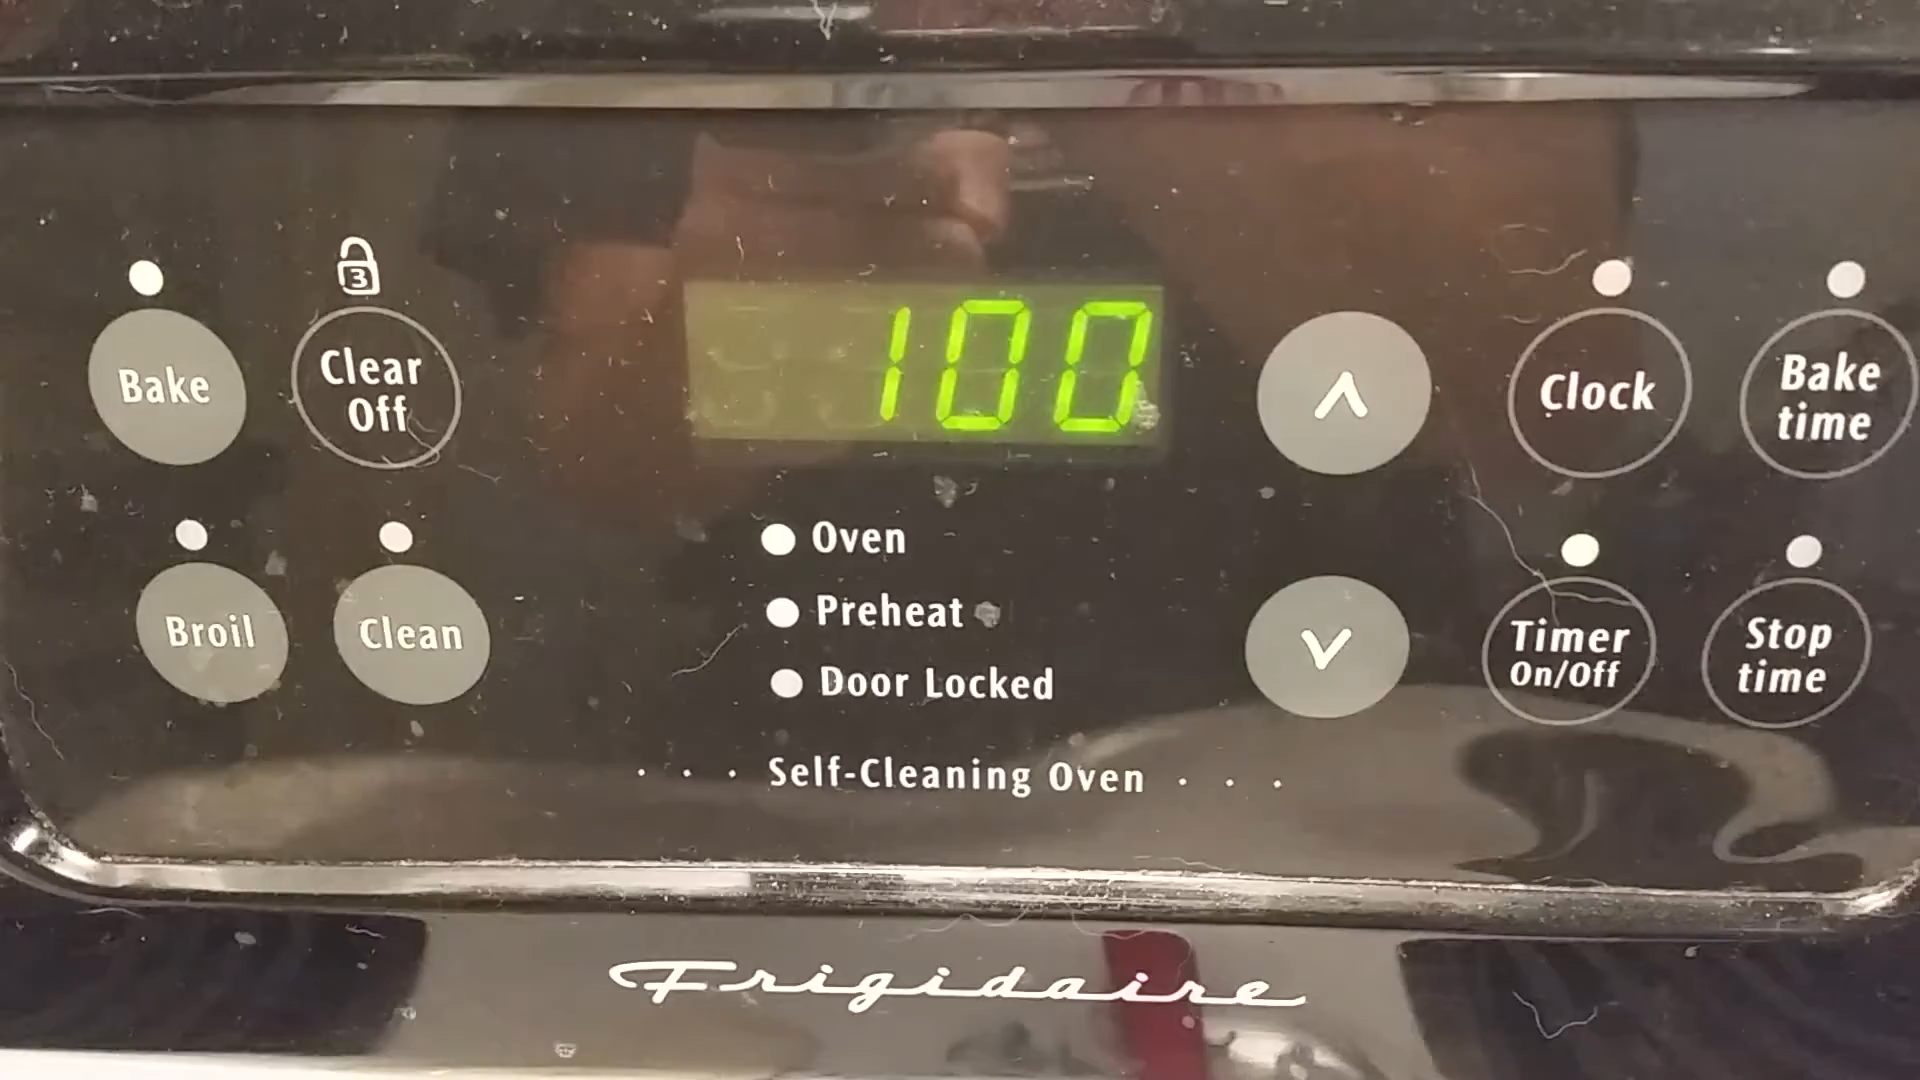 3
Bake
Clear
Off
100
Clock
Bake
time
Oven
Preheat
Door Locked
Broil
Clean
Timer
On/Off
Stop
time
. . . Self-Cleaning Oven . . .
Frigidaire